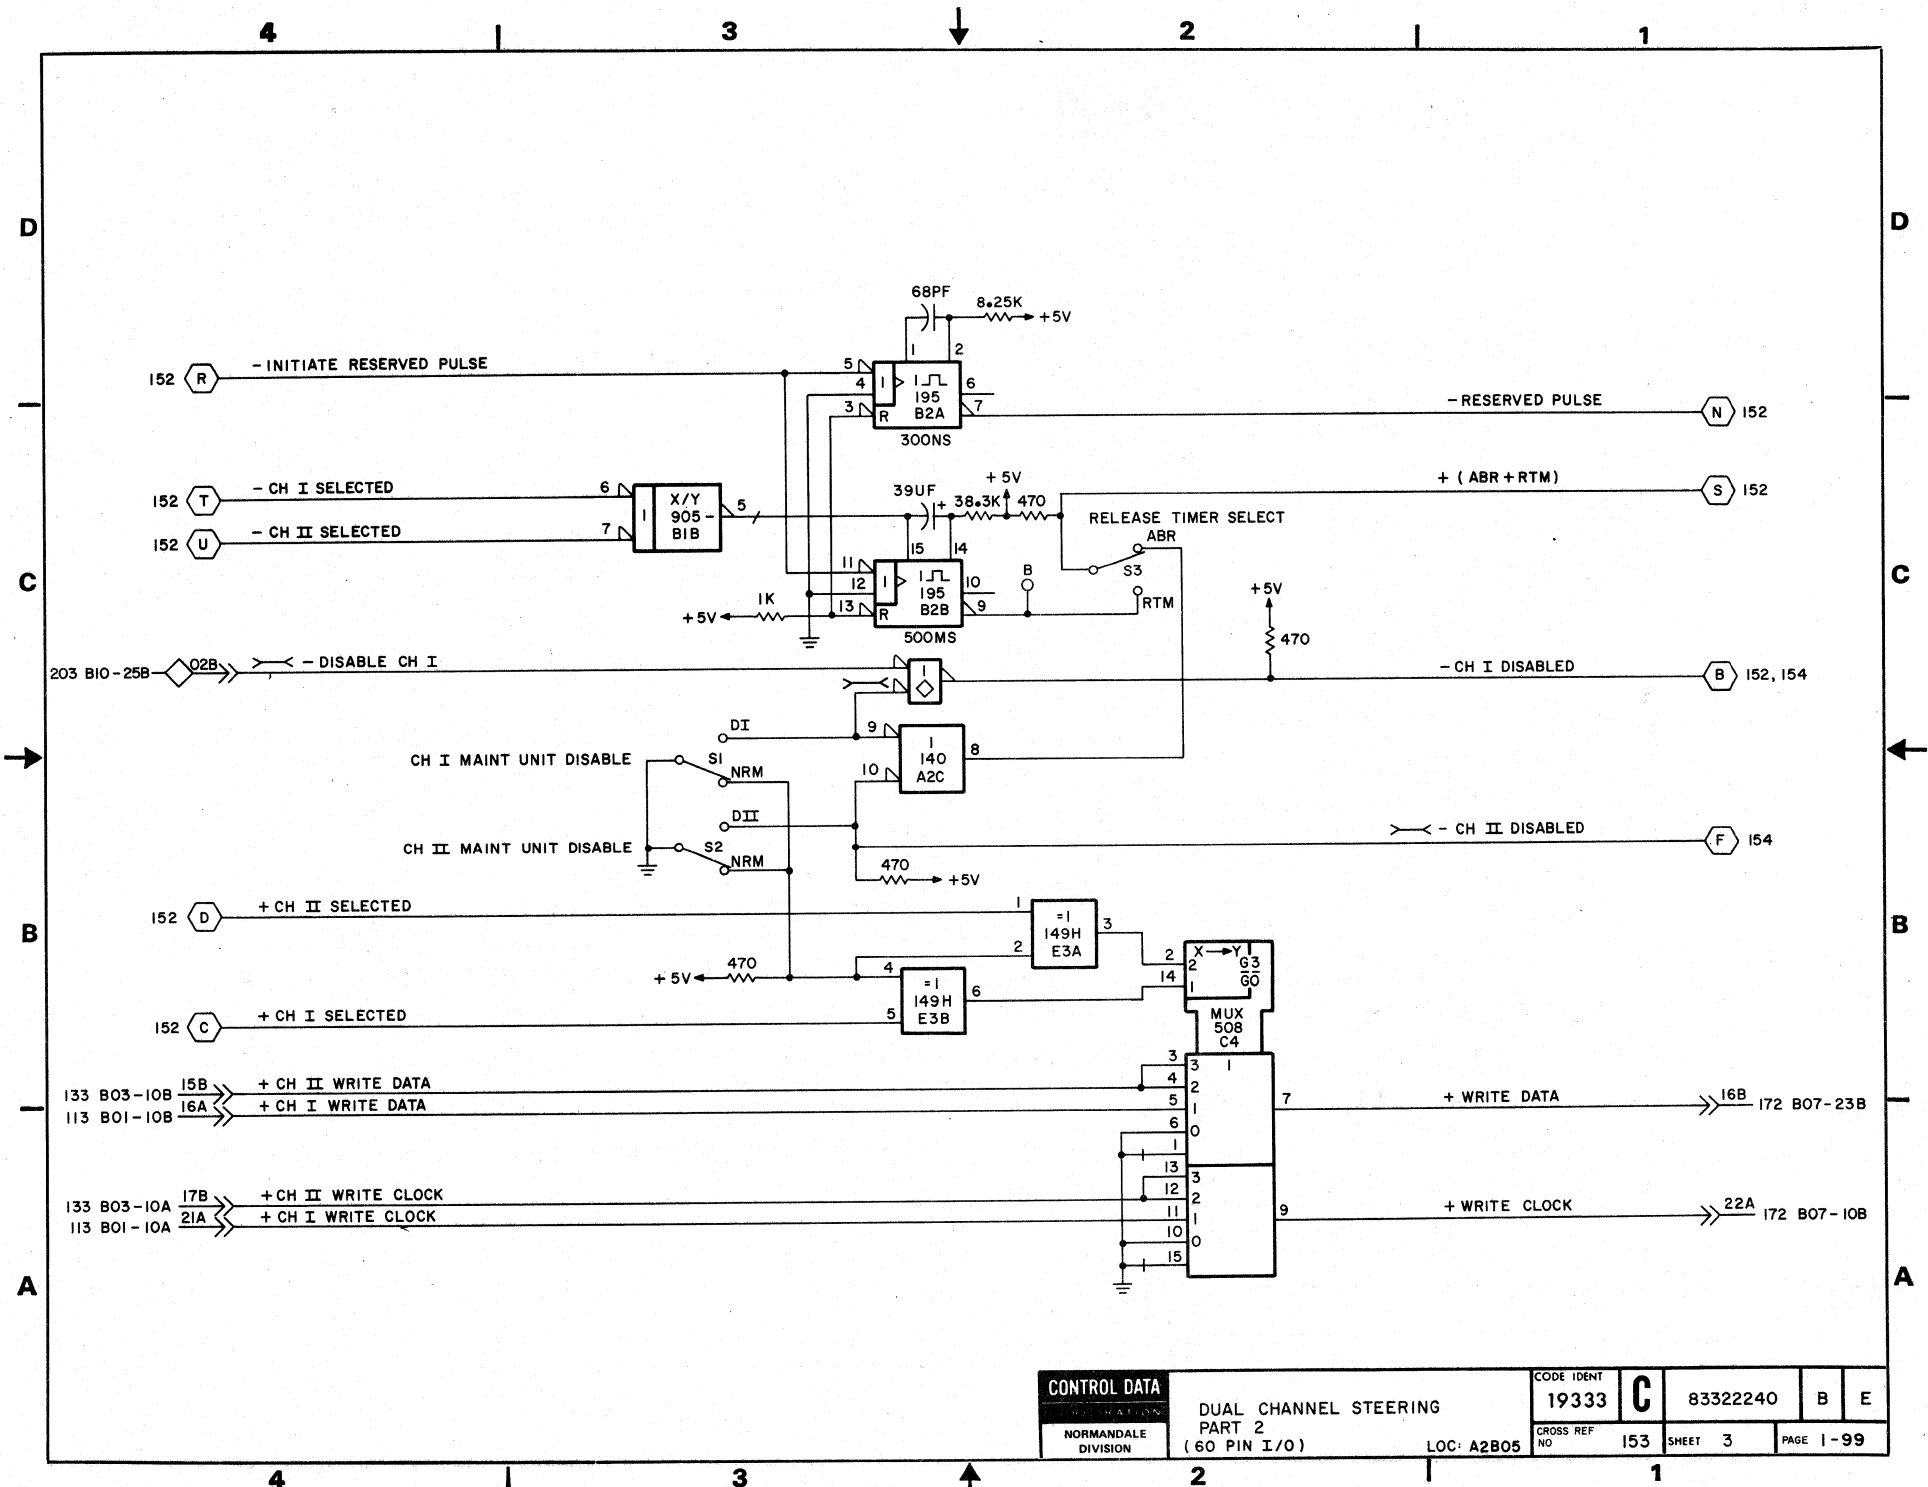 4 3 2 1
D D
68PF
8.25K
+5V
1 2
152 R - INITIATE RESERVED PULSE
5
4 1 1 6
195
3 R B2A 7
300NS
- RESERVED PULSE N 152
152 T - CH I SELECTED
6 X/Y
1 905 5
7 B1B
152 U - CH II SELECTED
39UF + 38.3K +5V 470
+ (ABR+RTM) S 152
RELEASE TIMER SELECT
ABR
S3
RTM
15 14
11
12 1 1 10
195
13 R B2B 9
500MS
B
+5V 1K
C C
+5V
470
203 B10-25B 02B - DISABLE CH I
1
- CH I DISABLED B 152, 154
DI
9 1
140 8
10 A2C
CH I MAINT UNIT DISABLE S1 NRM
DII
CH II MAINT UNIT DISABLE S2 NRM
- CH II DISABLED F 154
470 +5V
152 D + CH II SELECTED
1 =1
149H 3
2 E3A
B B
+5V 470
4 =1
149H 6
5 E3B
152 C + CH I SELECTED
2 2 X Y G3
14 1 G0
MUX
508
C4
133 B03-10B 15B + CH II WRITE DATA
113 B01-10B 16A + CH I WRITE DATA
3 3 1
4 2
5 1
6 0
1
7 + WRITE DATA 16B 172 B07-23B
133 B03-10A 17B + CH II WRITE CLOCK
113 B01-10A 21A + CH I WRITE CLOCK
13 3
12 2
11 1
10 0
15
9 + WRITE CLOCK 22A 172 B07-10B
A A
CONTROL DATA
CORPORATION
NORMANDALE
DIVISION
DUAL CHANNEL STEERING
PART 2
(60 PIN I/O) LOC: A2B05
CODE IDENT
19333 C 83322240 B E
CROSS REF
NO 153 SHEET 3 PAGE 1-99
4 3 2 1